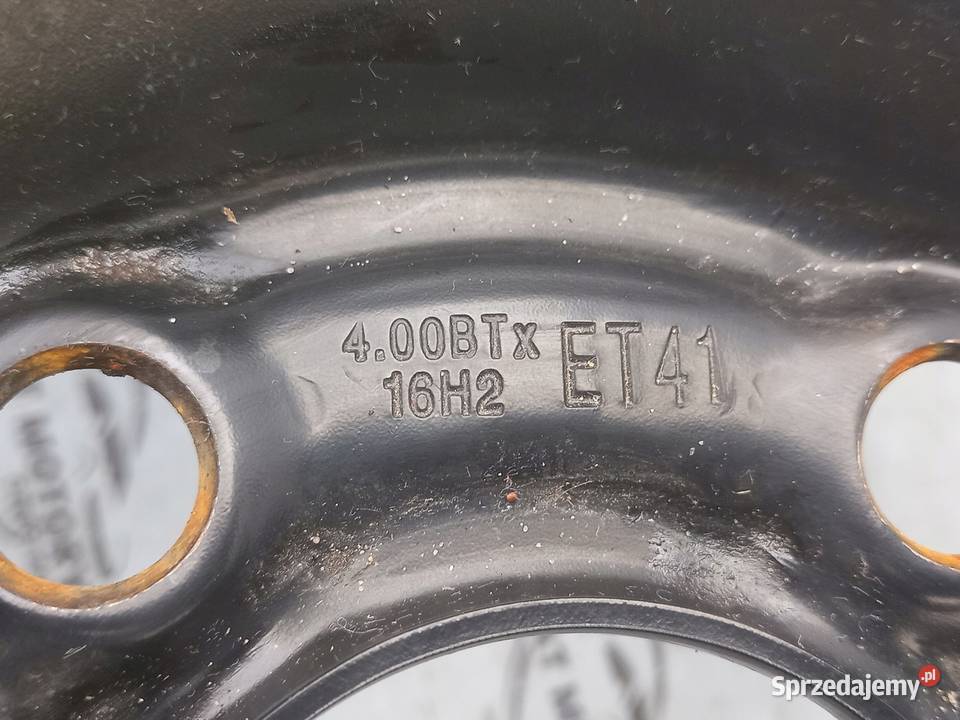 4.00BTx
16H2
ET41
Sprzedajemy.pl